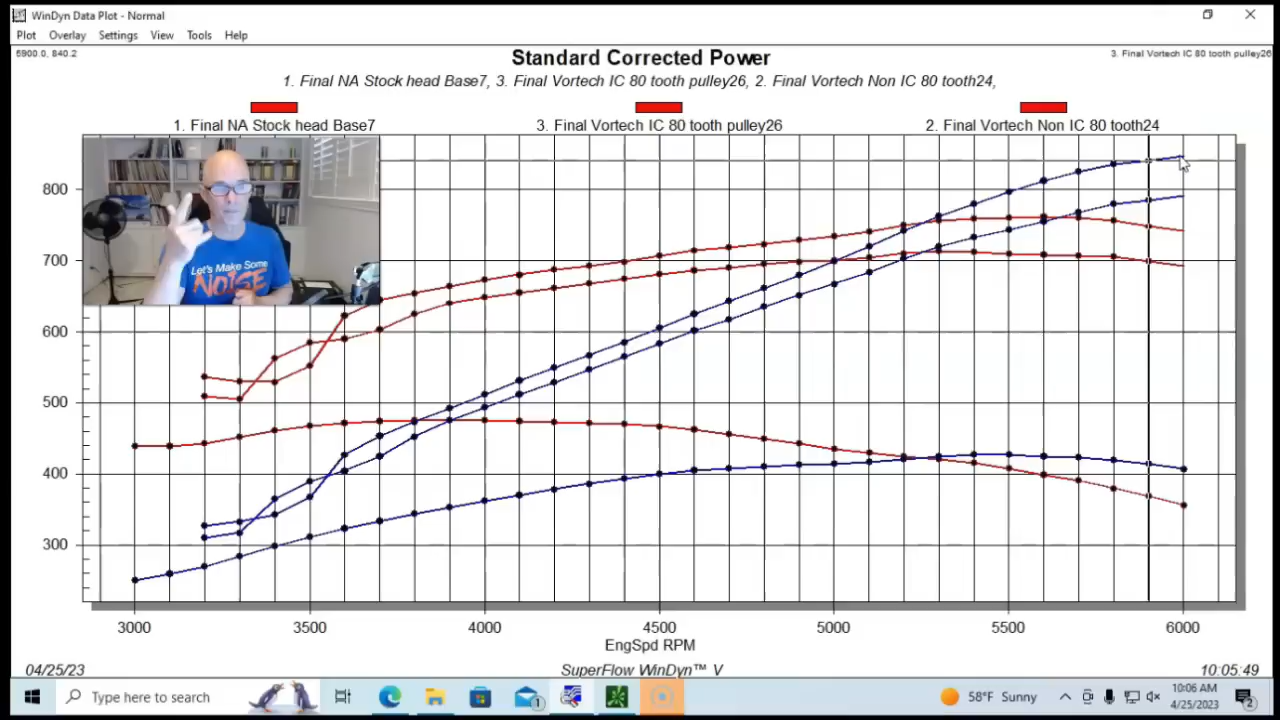 WinDyn Data Plot - Normal
Plot Overlay Settings View Tools Help
5900.0, 840.2
3. Final Vortech IC 80 tooth pulley26
Standard Corrected Power
1. Final NA Stock head Base7, 3. Final Vortech IC 80 tooth pulley26, 2. Final Vortech Non IC 80 tooth24,
1. Final NA Stock head Base7
3. Final Vortech IC 80 tooth pulley26
2. Final Vortech Non IC 80 tooth24
Let's Make Some
NOISE
800
700
600
500
400
300
3000 3500 4000 4500 5000 5500 6000
EngSpd RPM
04/25/23
SuperFlow WinDyn™ V
10:05:49
Type here to search
1
58°F Sunny
10:06 AM
4/25/2023
2